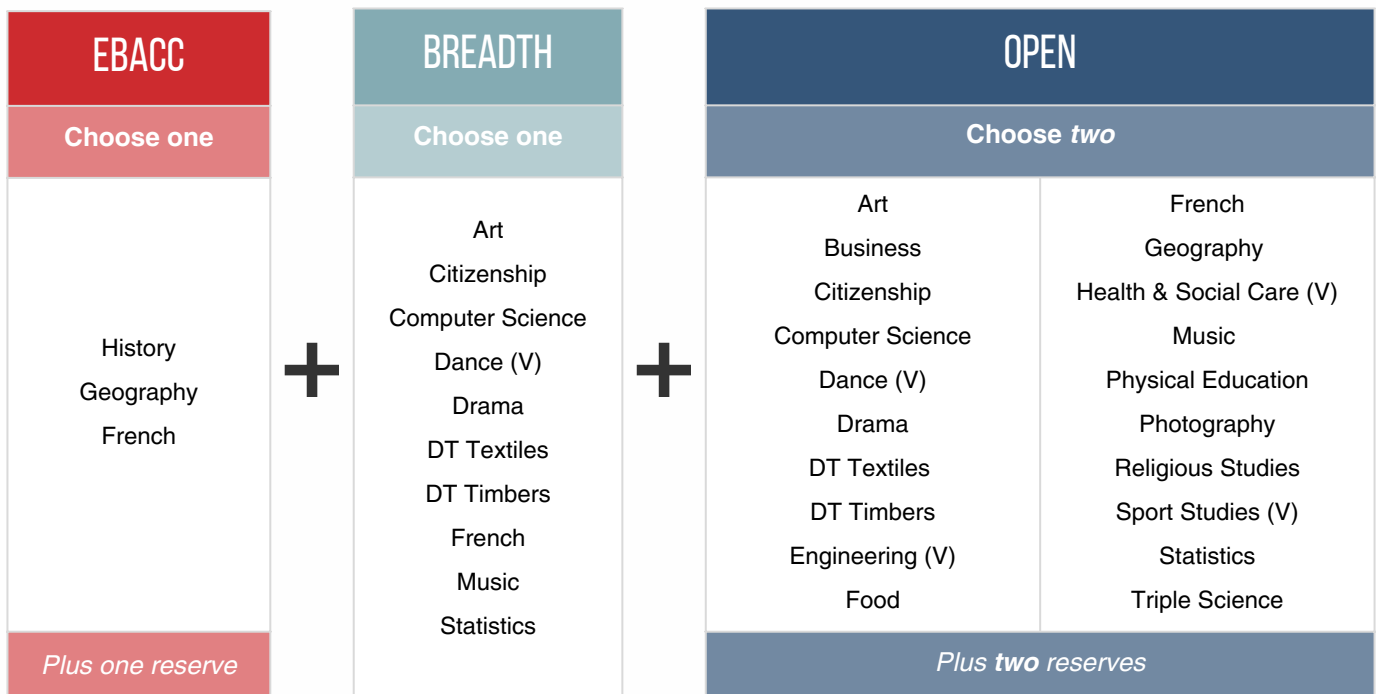 EBACC
Choose one
History
Geography
French
Plus one reserve
+
BREADTH
Choose one
Art
Citizenship
Computer Science
Dance (V)
Drama
DT Textiles
DT Timbers
French
Music
Statistics
+
OPEN
Choose two
Art
Business
Citizenship
Computer Science
Dance (V)
Drama
DT Textiles
DT Timbers
Engineering (V)
Food
French
Geography
Health & Social Care (V)
Music
Physical Education
Photography
Religious Studies
Sport Studies (V)
Statistics
Triple Science
Plus two reserves